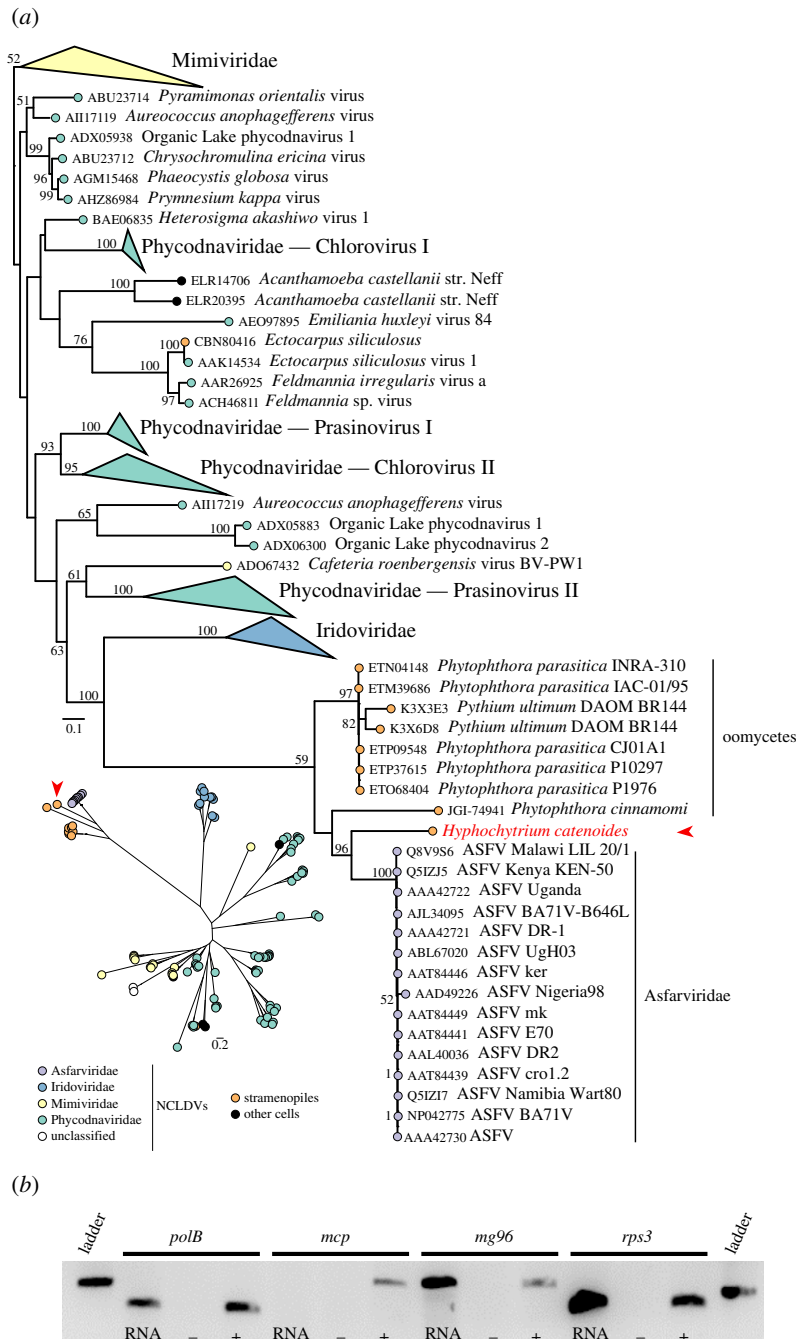 (a)
52
Mimiviridae
51
ABU23714 Pyramimonas orientalis virus
AII17119 Aureococcus anophagefferens virus
99
ADX05938 Organic Lake phycodnavirus 1
ABU23712 Chrysochromulina ericina virus
96
AGM15468 Phaeocystis globosa virus
99
AHZ86984 Prymnesium kappa virus
BAE06835 Heterosigma akashiwo virus 1
100
Phycodnaviridae — Chlorovirus I
100
ELR14706 Acanthamoeba castellanii str. Neff
ELR20395 Acanthamoeba castellanii str. Neff
76
AEO97895 Emiliania huxleyi virus 84
100
CBN80416 Ectocarpus siliculosus
100
AAK14534 Ectocarpus siliculosus virus 1
AAR26925 Feldmannia irregularis virus a
97
ACH46811 Feldmannia sp. virus
100
Phycodnaviridae — Prasinovirus I
93
95
Phycodnaviridae — Chlorovirus II
65
AII17219 Aureococcus anophagefferens virus
100
ADX05883 Organic Lake phycodnavirus 1
ADX06300 Organic Lake phycodnavirus 2
61
ADO67432 Cafeteria roenbergensis virus BV-PW1
100
Phycodnaviridae — Prasinovirus II
63
100
Iridoviridae
100
0.1
59
97
ETN04148 Phytophthora parasitica INRA-310
ETM39686 Phytophthora parasitica IAC-01/95
82
K3X3E3 Pythium ultimum DAOM BR144
K3X6D8 Pythium ultimum DAOM BR144
ETP09548 Phytophthora parasitica CJ01A1
ETP37615 Phytophthora parasitica P10297
ETO68404 Phytophthora parasitica P1976
JGI-74941 Phytophthora cinnamomi
oomycetes
96
Hyphochytrium catenoides
100
Q8V9S6 ASFV Malawi LIL 20/1
Q5IZJ5 ASFV Kenya KEN-50
AAA42722 ASFV Uganda
AJL34095 ASFV BA71V-B646L
AAA42721 ASFV DR-1
ABL67020 ASFV UgH03
AAT84446 ASFV ker
52
AAD49226 ASFV Nigeria98
AAT84449 ASFV mk
AAT84441 ASFV E70
AAL40036 ASFV DR2
1
AAT84439 ASFV cro1.2
Q5IZI7 ASFV Namibia Wart80
1
NP042775 ASFV BA71V
AAA42730 ASFV
Asfarviridae
0.2
Asfarviridae
Iridoviridae
Mimiviridae
Phycodnaviridae
unclassified
NCLDVs
stramenopiles
other cells
(b)
ladder polB mcp mg96 rps3 ladder
RNA – + RNA – + RNA – + RNA – +